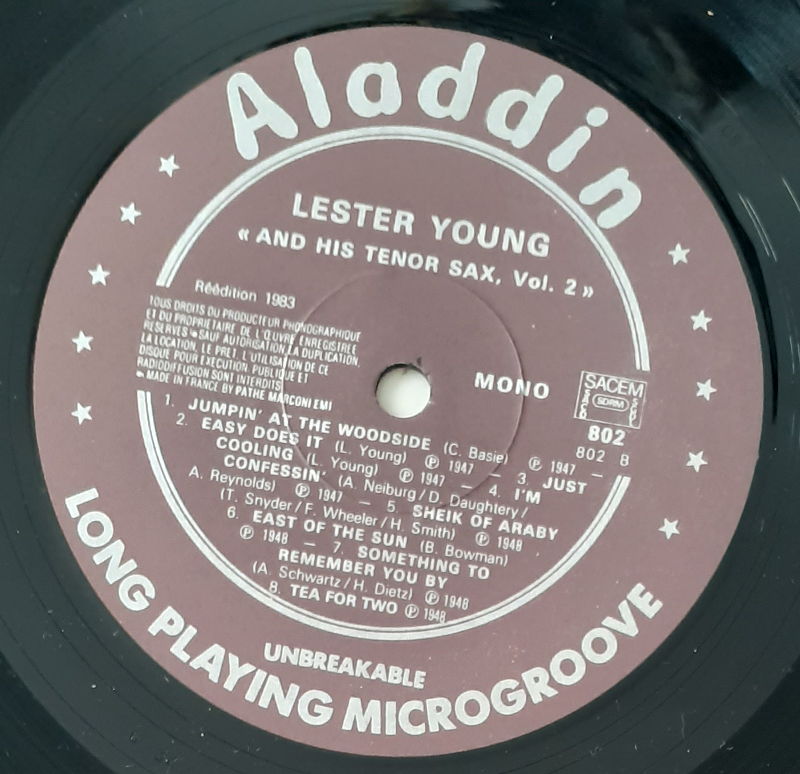 Aladdin
LESTER YOUNG
« AND HIS TENOR SAX, Vol. 2 »
Réédition 1983
TOUS DROITS DU PRODUCTEUR PHONOGRAPHIQUE
ET DU PROPRIETAIRE DE L'ŒUVRE ENREGISTREE
RESERVES SAUF AUTORISATION LA DUPLICATION,
LA LOCATION, LE PRET, L'UTILISATION DE CE
DISQUE POUR EXECUTION PUBLIQUE ET
RADIODIFFUSION SONT INTERDITS
MADE IN FRANCE BY PATHE MARCONI EMI
MONO
SACEM
SDRM
802
802 B
1. JUMPIN' AT THE WOODSIDE (C. Basie) ℗ 1947 –
2. EASY DOES IT (L. Young) ℗ 1947 – 3. JUST
COOLING (L. Young) ℗ 1947 – 4. I'M
CONFESSIN' (A. Neiburg / D. Daughtery /
A. Reynolds) ℗ 1947 – 5. SHEIK OF ARABY
(T. Snyder / F. Wheeler / H. Smith) ℗ 1948
6. EAST OF THE SUN (B. Bowman)
℗ 1948 – 7. SOMETHING TO
REMEMBER YOU BY
(A. Schwartz / H. Dietz) ℗ 1948
8. TEA FOR TWO ℗ 1948
UNBREAKABLE
LONG PLAYING MICROGROOVE